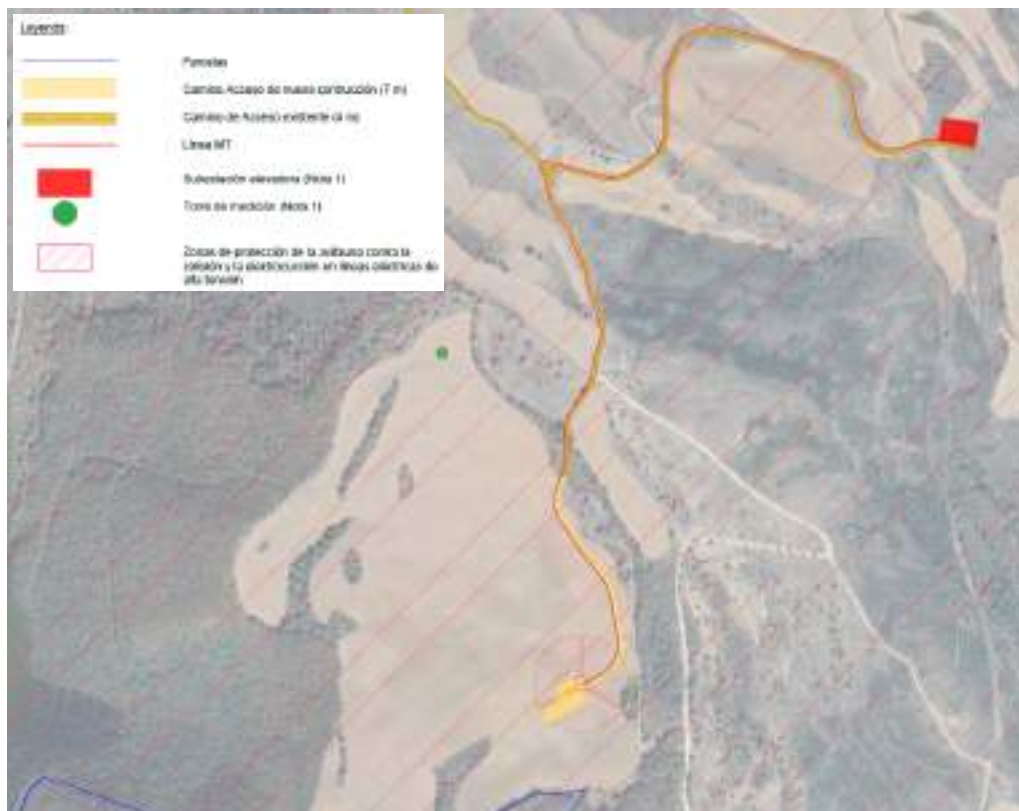 Leyenda:
Parcelas
Camino Acceso de nueva contrucción (7 m)
Camino de Acceso existente (4 m)
Línea MT
Subestación elevadora (Nota 1)
Torre de medición (Nota 1)
Zonas de protección de la avifauna contra la
colisión y la electrocución en líneas eléctricas de
alta tensión